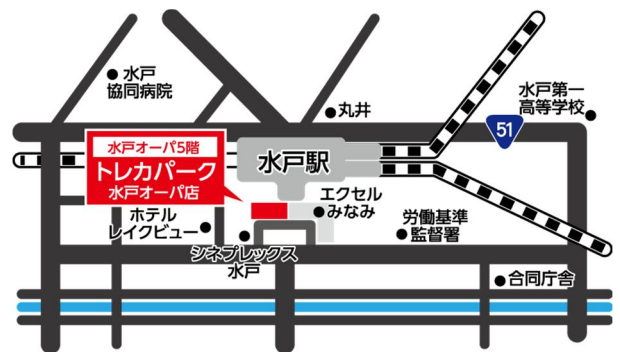 水戸
協同病院
丸井
水戸第一
高等学校
51
水戸オーパ5階
トレカパーク
水戸オーパ店
水戸駅
エクセル
みなみ
ホテル
レイクビュー
労働基準
監督署
シネプレックス
水戸
合同庁舎